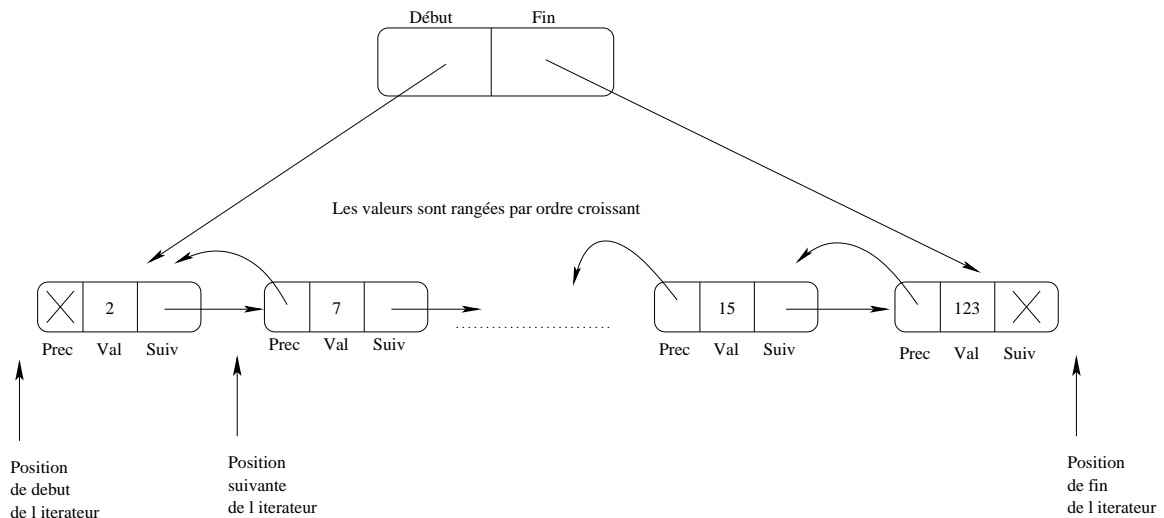 Début Fin
Les valeurs sont rangées par ordre croissant
2 7 15 123
Prec Val Suiv Prec Val Suiv Prec Val Suiv Prec Val Suiv
Position
de debut
de l iterateur
Position
suivante
de l iterateur
Position
de fin
de l iterateur